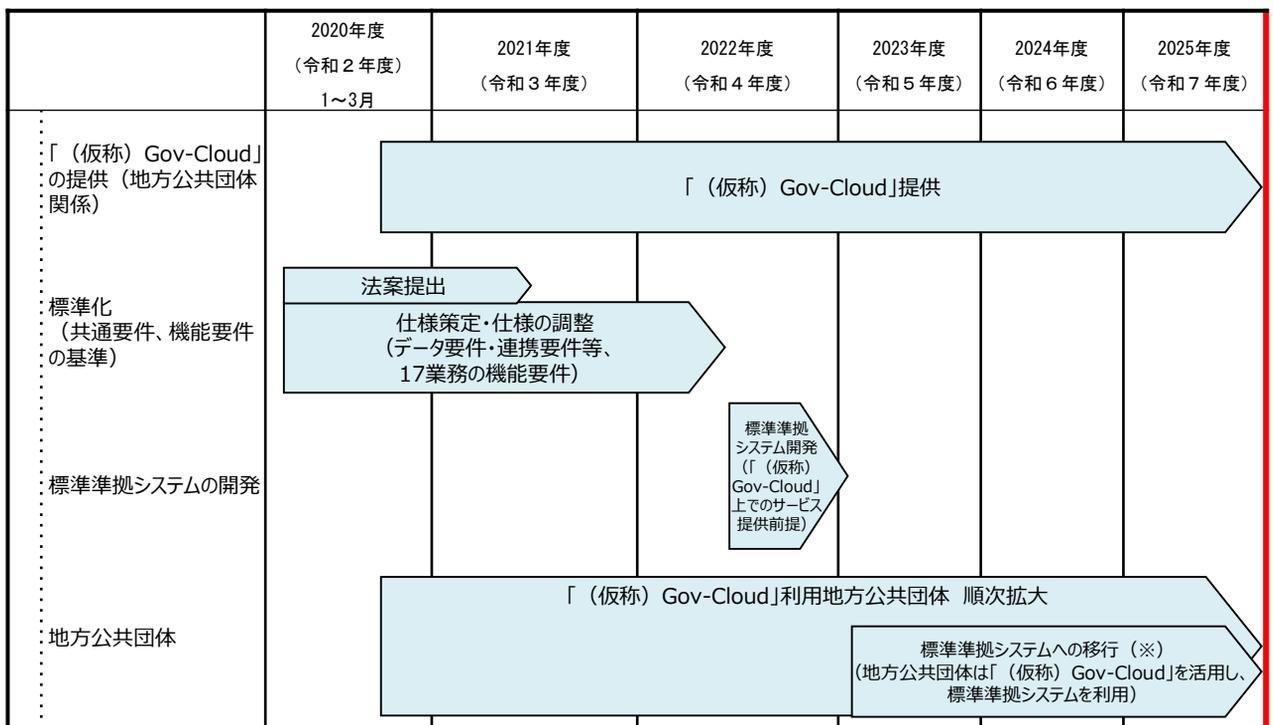 2020年度
（令和２年度）
1～3月
2021年度
（令和３年度）
2022年度
（令和４年度）
2023年度
（令和５年度）
2024年度
（令和６年度）
2025年度
（令和７年度）
「（仮称）Gov-Cloud」
の提供（地方公共団体
関係）
「（仮称）Gov-Cloud」提供
標準化
（共通要件、機能要件
の基準）
法案提出
仕様策定・仕様の調整
（データ要件・連携要件等、
17業務の機能要件）
標準準拠システムの開発
標準準拠
システム開発
（「（仮称）
Gov-Cloud」
上でのサービス
提供前提）
地方公共団体
「（仮称）Gov-Cloud」利用地方公共団体 順次拡大
標準準拠システムへの移行（※）
（地方公共団体は「（仮称）Gov-Cloud」を活用し、
標準準拠システムを利用）